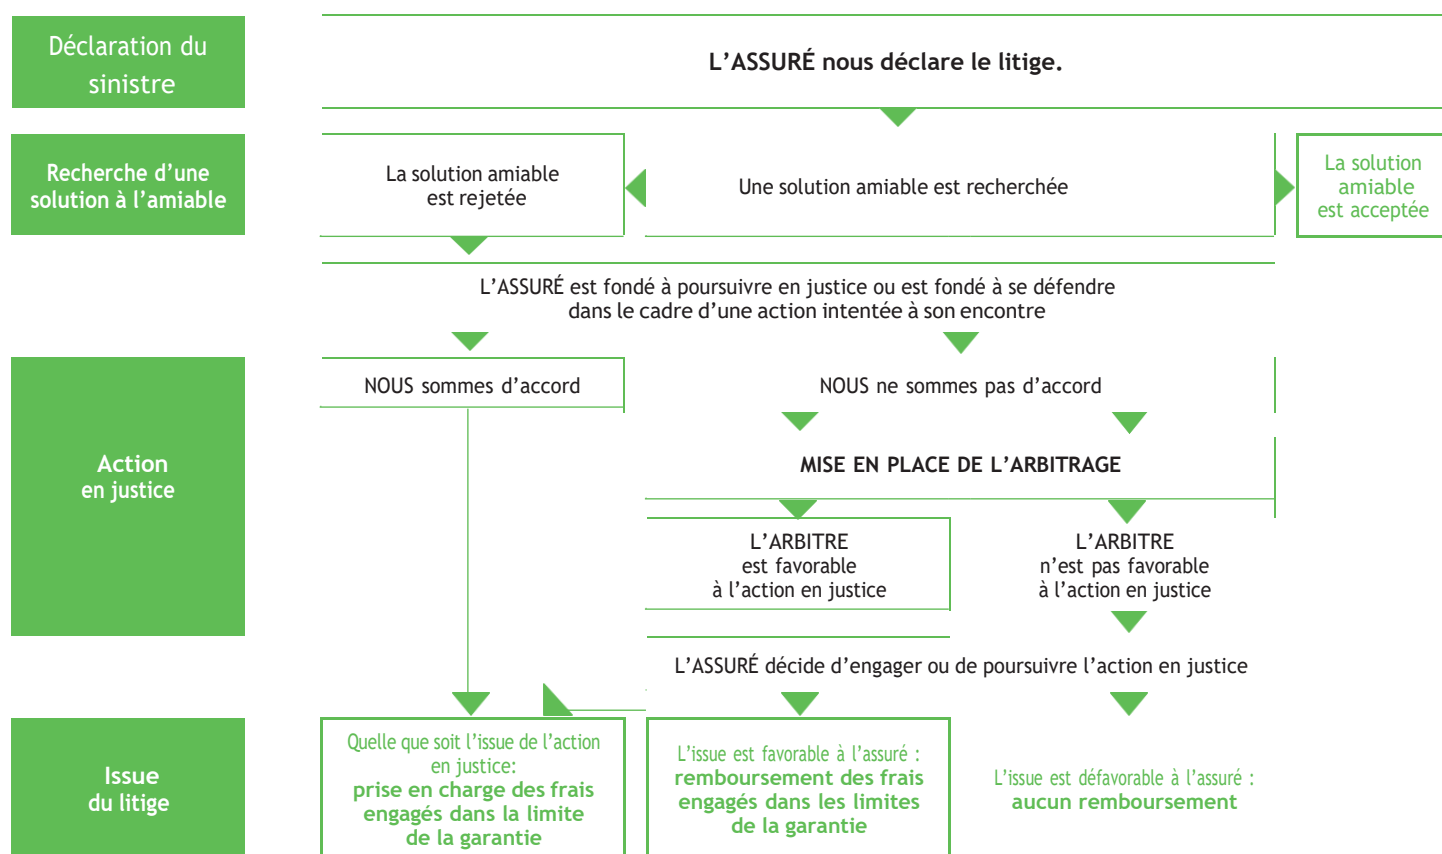 Déclaration du
sinistre
L’ASSURÉ nous déclare le litige.
Recherche d’une
solution à l’amiable
La solution amiable
est rejetée
Une solution amiable est recherchée
La solution
amiable
est acceptée
L’ASSURÉ est fondé à poursuivre en justice ou est fondé à se défendre
dans le cadre d’une action intentée à son encontre
Action
en justice
NOUS sommes d’accord
NOUS ne sommes pas d’accord
MISE EN PLACE DE L’ARBITRAGE
L’ARBITRE
est favorable
à l’action en justice
L’ARBITRE
n’est pas favorable
à l’action en justice
L’ASSURÉ décide d’engager ou de poursuivre l’action en justice
Issue
du litige
Quelle que soit l’issue de l’action
en justice:
prise en charge des frais
engagés dans la limite
de la garantie
L’issue est favorable à l’assuré :
remboursement des frais
engagés dans les limites
de la garantie
L’issue est défavorable à l’assuré :
aucun remboursement